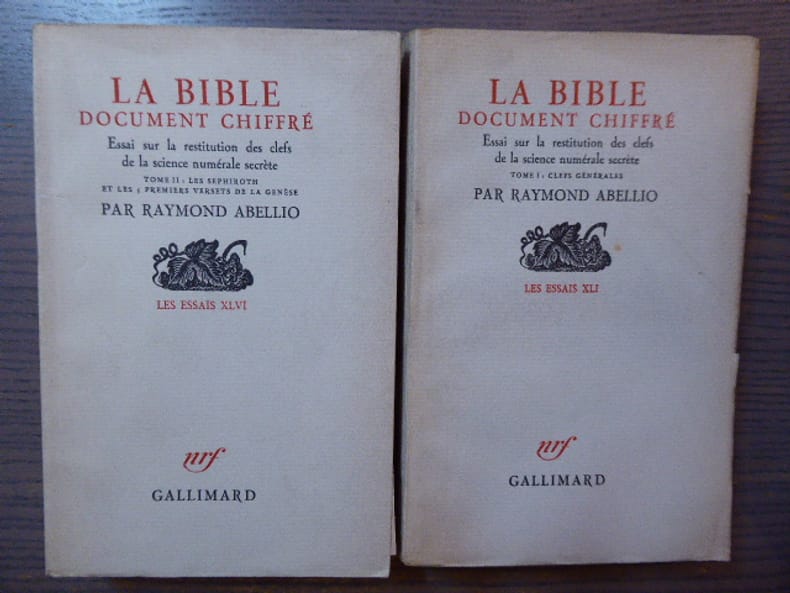 LA BIBLE
DOCUMENT CHIFFRÉ
Essai sur la restitution des clefs
de la science numérale secrète
TOME II : LES SEPHIROTH
ET LES 5 PREMIERS VERSETS DE LA GENÈSE
PAR RAYMOND ABELLIO
LES ESSAIS XLVI
nrf
GALLIMARD
LA BIBLE
DOCUMENT CHIFFRÉ
Essai sur la restitution des clefs
de la science numérale secrète
TOME I : CLEFS GÉNÉRALES
PAR RAYMOND ABELLIO
LES ESSAIS XLI
nrf
GALLIMARD